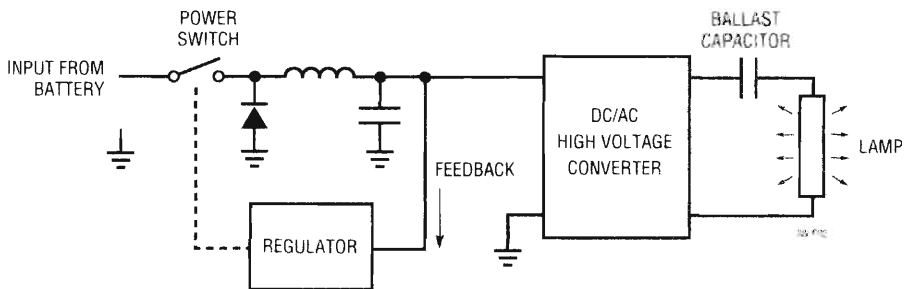 POWER
SWITCH
INPUT FROM
BATTERY
BALLAST
CAPACITOR
DC/AC
HIGH VOLTAGE
CONVERTER
LAMP
FEEDBACK
REGULATOR